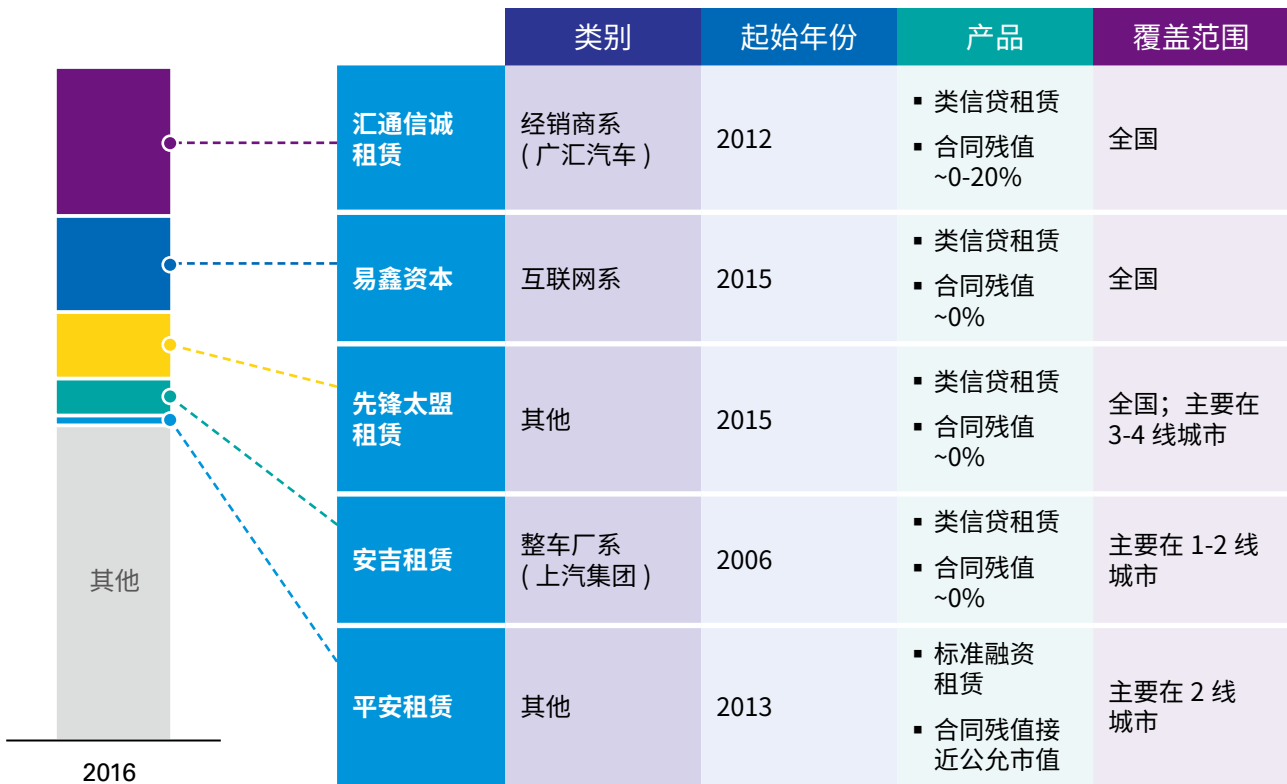 类别
起始年份
产品
覆盖范围
汇通信诚
租赁
经销商系
( 广汇汽车 )
2012
▪ 类信贷租赁
▪ 合同残值
~0-20%
全国
易鑫资本
互联网系
2015
▪ 类信贷租赁
▪ 合同残值
~0%
全国
先锋太盟
租赁
其他
2015
▪ 类信贷租赁
▪ 合同残值
~0%
全国；主要在
3-4 线城市
安吉租赁
整车厂系
( 上汽集团 )
2006
▪ 类信贷租赁
▪ 合同残值
~0%
主要在 1-2 线
城市
平安租赁
其他
2013
▪ 标准融资
租赁
▪ 合同残值接
近公允市值
主要在 2 线
城市
其他
2016